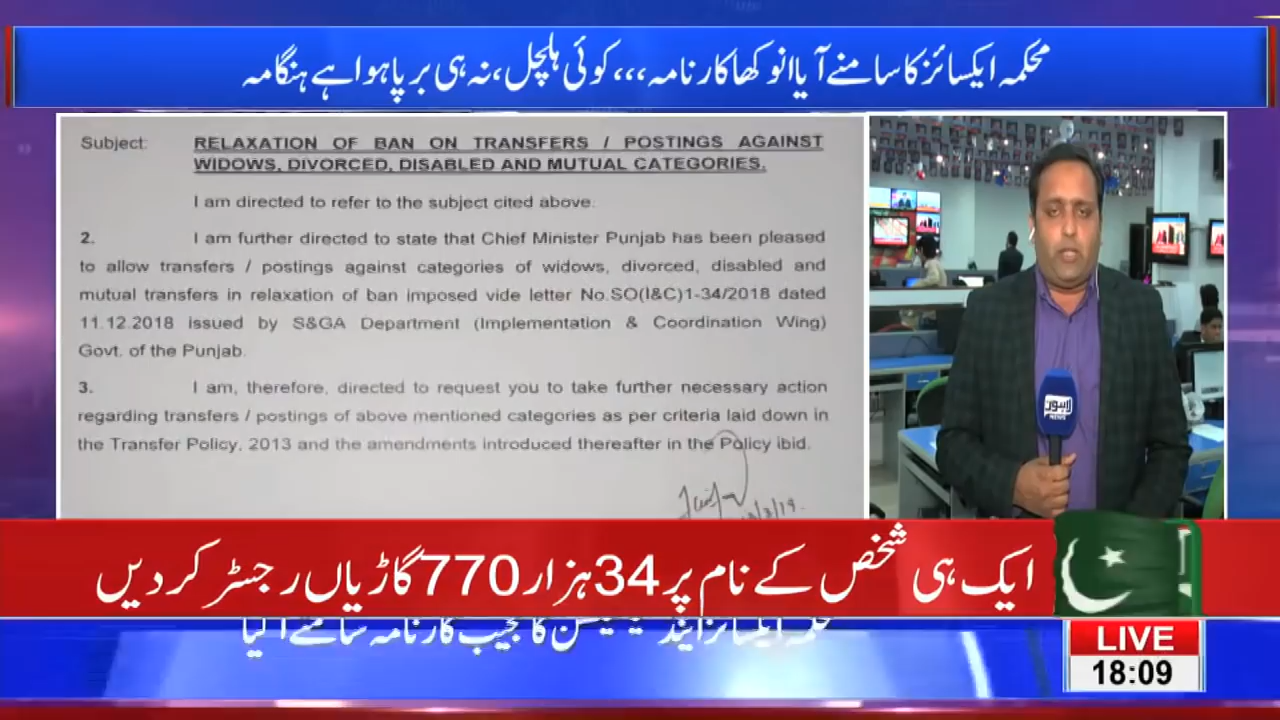 محکمہ ایکسائز کا سامنے آیا انوکھا کارنامہ،،، کوئی ہلچل، نہ ہی برپا ہوا ہے ہنگامہ
Subject: RELAXATION OF BAN ON TRANSFERS / POSTINGS AGAINST
WIDOWS, DIVORCED, DISABLED AND MUTUAL CATEGORIES.
I am directed to refer to the subject cited above.
2. I am further directed to state that Chief Minister Punjab has been pleased
to allow transfers / postings against categories of widows, divorced, disabled and
mutual transfers in relaxation of ban imposed vide letter No.SO(I&C)1-34/2018 dated
11.12.2018 issued by S&GA Department (Implementation & Coordination Wing)
Govt. of the Punjab.
3. I am, therefore, directed to request you to take further necessary action
regarding transfers / postings of above mentioned categories as per criteria laid down in
the Transfer Policy, 2013 and the amendments introduced thereafter in the Policy ibid.
لاہور
NEWS
ایک ہی شخص کے نام پر 34 ہزار 770 گاڑیاں رجسٹر کر دیں
کا عجیب کارنامہ سامنے آ گیا
LIVE
18:09